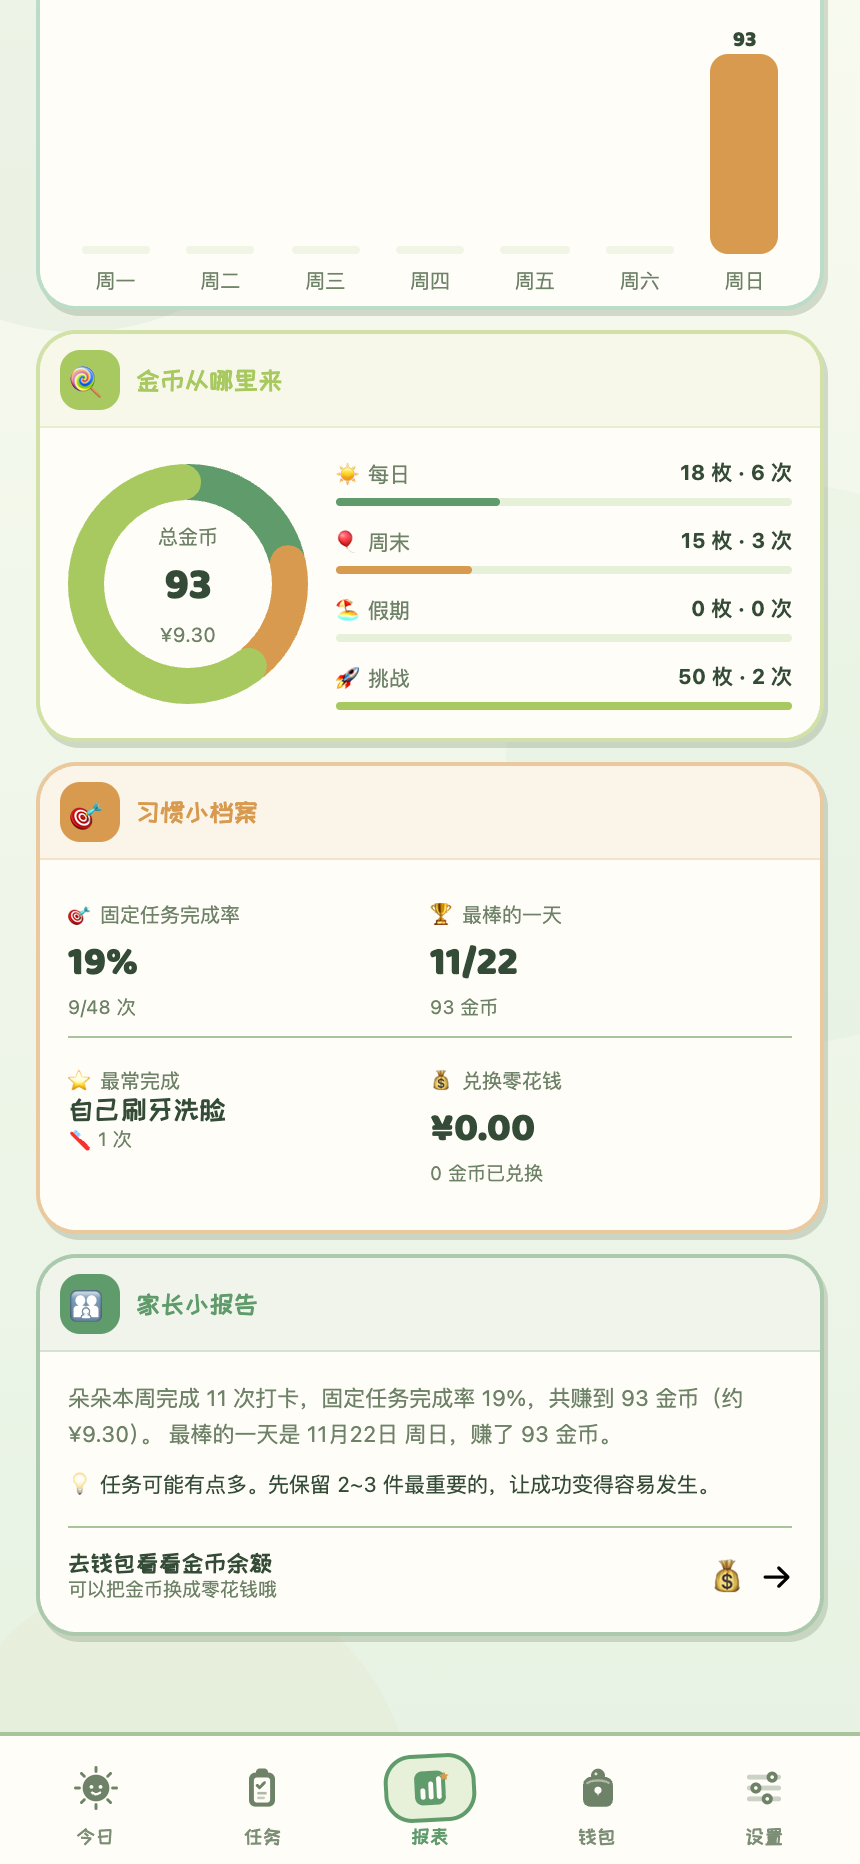 93
周一 周二 周三 周四 周五 周六 周日
金币从哪里来
总金币
93
¥9.30
每日 18 枚 · 6 次
周末 15 枚 · 3 次
假期 0 枚 · 0 次
挑战 50 枚 · 2 次
习惯小档案
固定任务完成率
19%
9/48 次
最棒的一天
11/22
93 金币
最常完成
自己刷牙洗脸
1 次
兑换零花钱
¥0.00
0 金币已兑换
家长小报告
朵朵本周完成 11 次打卡，固定任务完成率 19%，共赚到 93 金币（约
¥9.30）。 最棒的一天是 11月22日 周日，赚了 93 金币。
任务可能有点多。先保留 2~3 件最重要的，让成功变得容易发生。
去钱包看看金币余额
可以把金币换成零花钱哦
今日 任务 报表 钱包 设置